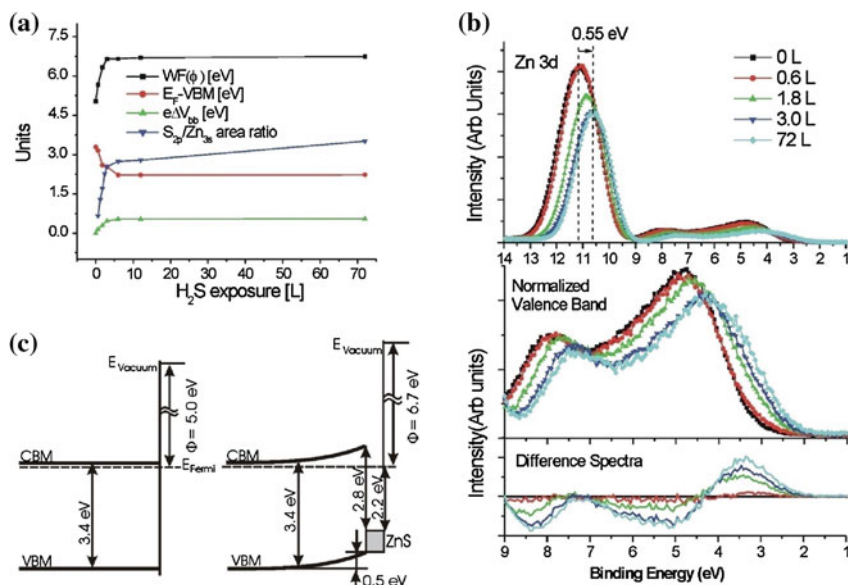 (a)
7.5
6.0
4.5
3.0
1.5
0.0
Units
WF(ϕ) [eV]
E_F-VBM [eV]
eΔV_bb [eV]
S_2p/Zn_3s area ratio
0 10 20 30 40 50 60 70
H₂S exposure [L]
(b)
0.55 eV
Zn 3d
0 L
0.6 L
1.8 L
3.0 L
72 L
Intensity (Arb Units)
14 13 12 11 10 9 8 7 6 5 4 3 2 1
Normalized
Valence Band
Intensity(Arb units)
Difference Spectra
9 8 7 6 5 4 3 2 1
Binding Energy (eV)
(c)
E_Vacuum
Φ = 5.0 eV
CBM
E_Fermi
3.4 eV
VBM
E_Vacuum
Φ = 6.7 eV
CBM
3.4 eV
2.8 eV
2.2 eV
ZnS
VBM
0.5 eV